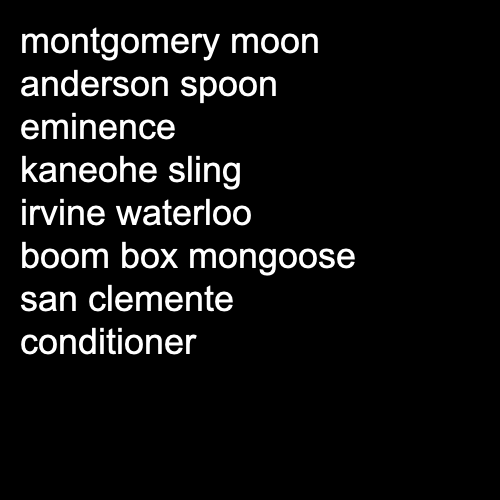 montgomery moon
anderson spoon
eminence
kaneohe sling
irvine waterloo
boom box mongoose
san clemente
conditioner